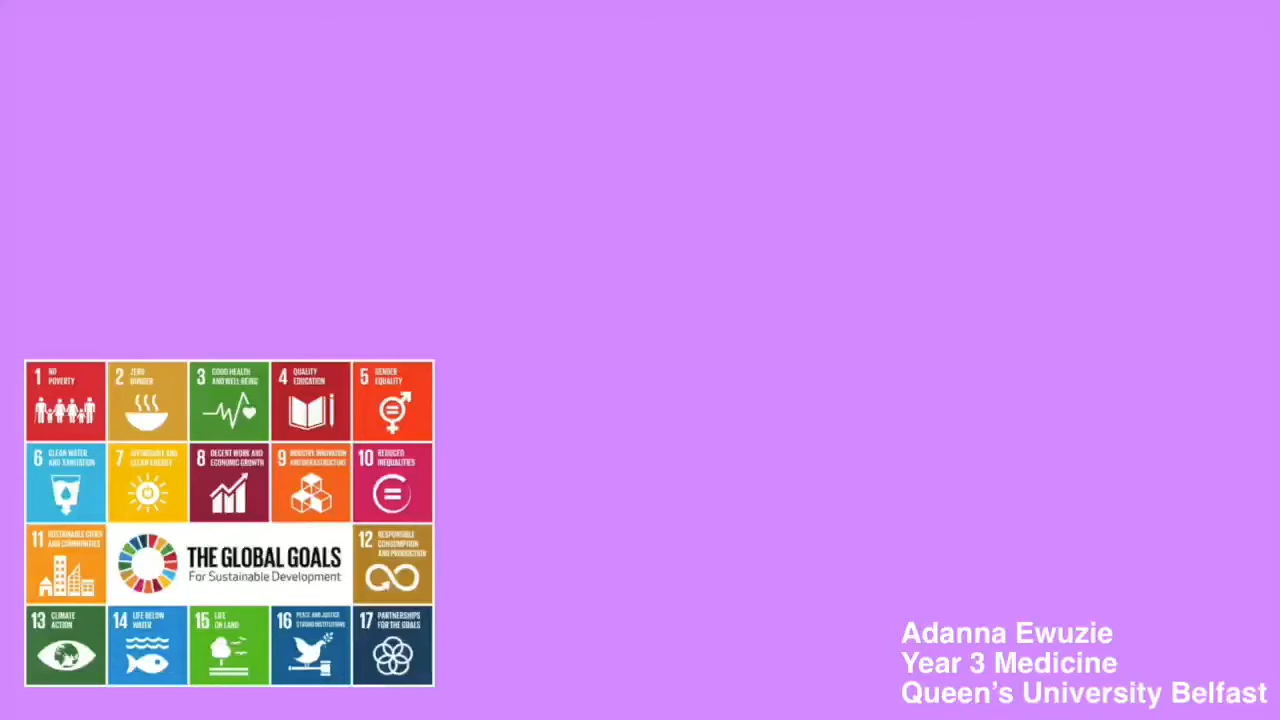 1 NO
POVERTY
2 ZERO
HUNGER
3 GOOD HEALTH
AND WELL-BEING
4 QUALITY
EDUCATION
5 GENDER
EQUALITY
6 CLEAN WATER
AND SANITATION
7 AFFORDABLE AND
CLEAN ENERGY
8 DECENT WORK AND
ECONOMIC GROWTH
9 INDUSTRY, INNOVATION
AND INFRASTRUCTURE
10 REDUCED
INEQUALITIES
11 SUSTAINABLE CITIES
AND COMMUNITIES
THE GLOBAL GOALS
For Sustainable Development
12 RESPONSIBLE
CONSUMPTION
AND PRODUCTION
13 CLIMATE
ACTION
14 LIFE BELOW
WATER
15 LIFE
ON LAND
16 PEACE AND JUSTICE
STRONG INSTITUTIONS
17 PARTNERSHIPS
FOR THE GOALS
Adanna Ewuzie
Year 3 Medicine
Queen’s University Belfast